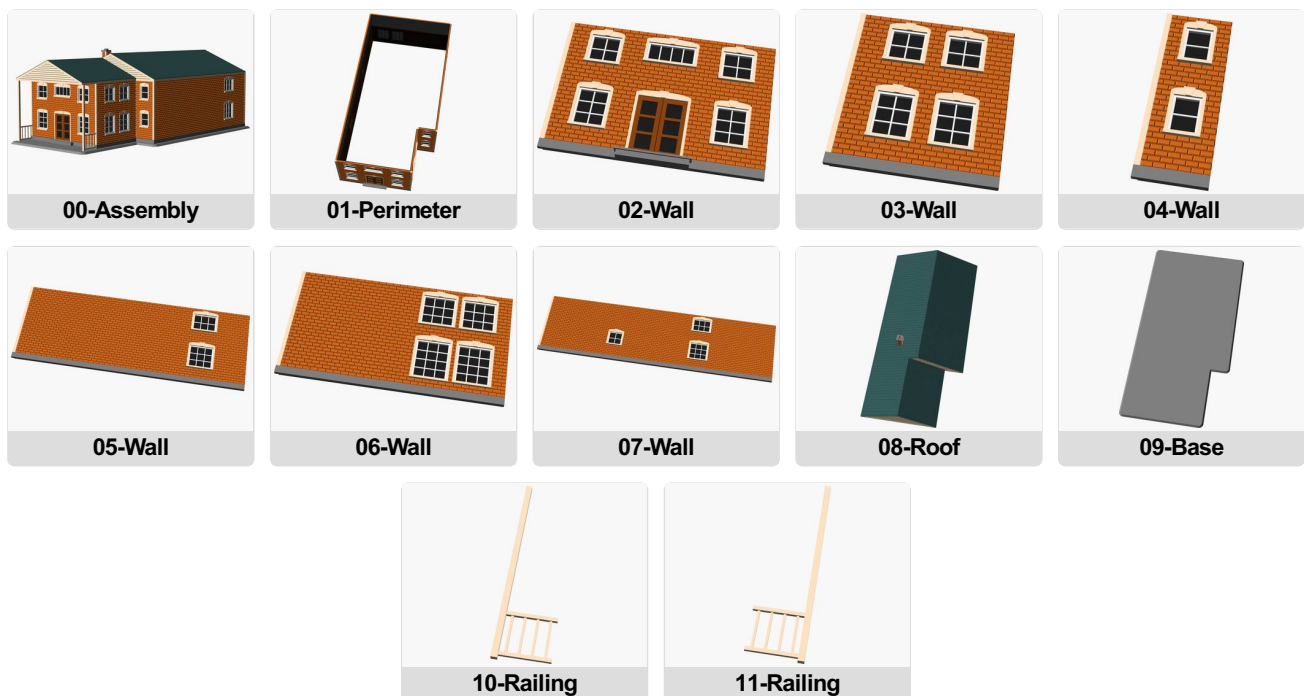 00-Assembly
01-Perimeter
02-Wall
03-Wall
04-Wall
05-Wall
06-Wall
07-Wall
08-Roof
09-Base
10-Railing
11-Railing